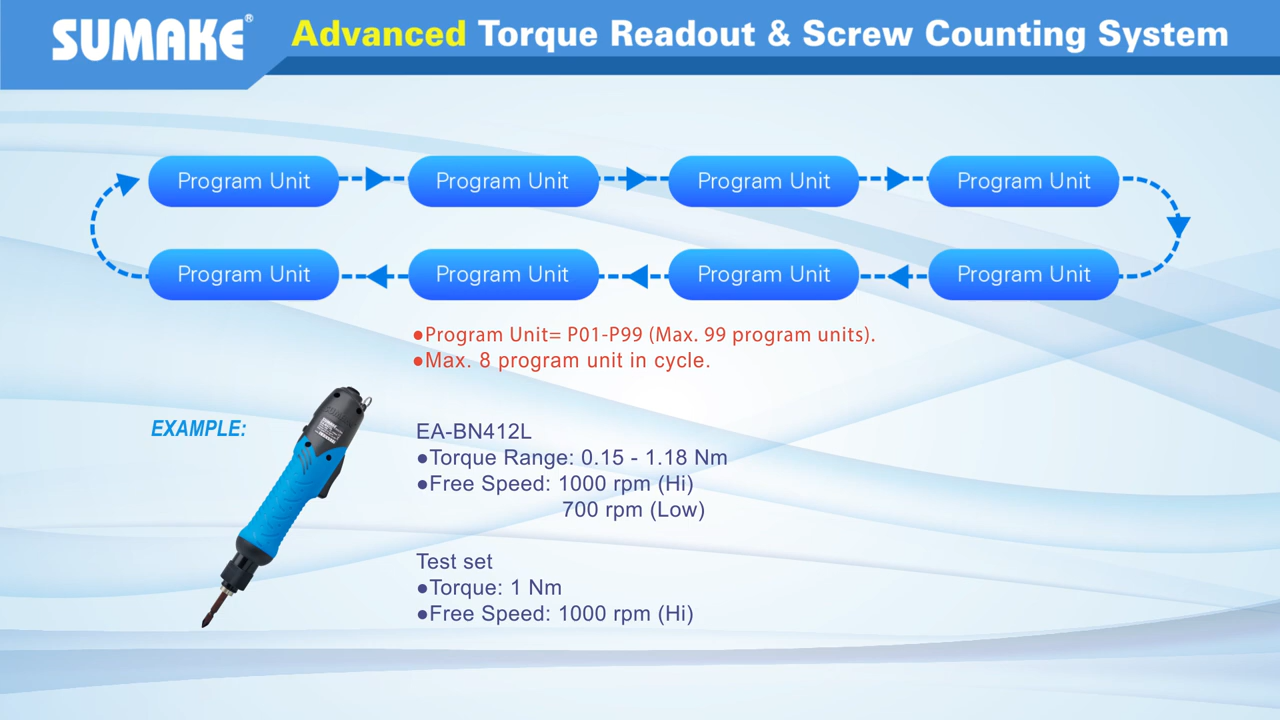 SUMAKE®
Advanced Torque Readout & Screw Counting System
Program Unit Program Unit Program Unit Program Unit
Program Unit Program Unit Program Unit Program Unit
●Program Unit= P01-P99 (Max. 99 program units).
●Max. 8 program unit in cycle.
EXAMPLE:
EA-BN412L
●Torque Range: 0.15 - 1.18 Nm
●Free Speed: 1000 rpm (Hi)
700 rpm (Low)
Test set
●Torque: 1 Nm
●Free Speed: 1000 rpm (Hi)